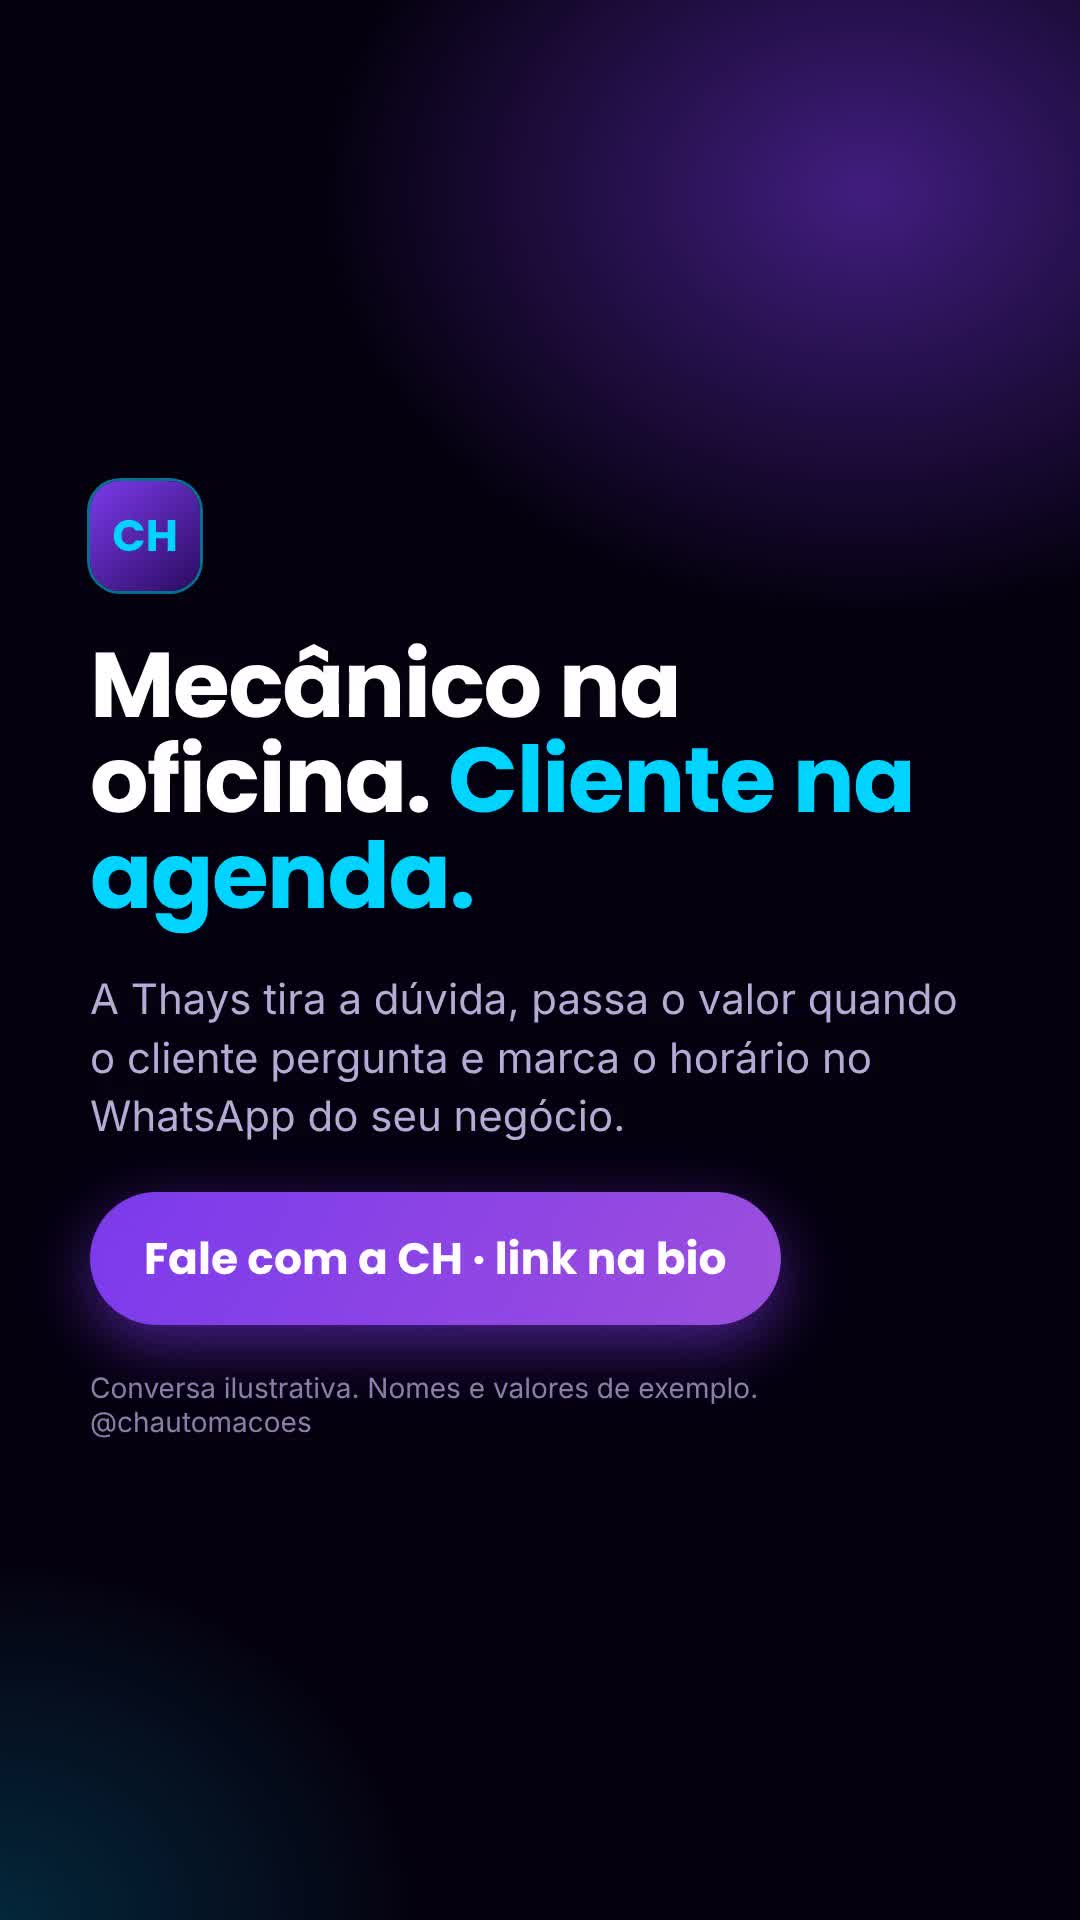 CH
Mecânico na
oficina. Cliente na
agenda.
A Thays tira a dúvida, passa o valor quando
o cliente pergunta e marca o horário no
WhatsApp do seu negócio.
Fale com a CH · link na bio
Conversa ilustrativa. Nomes e valores de exemplo.
@chautomacoes